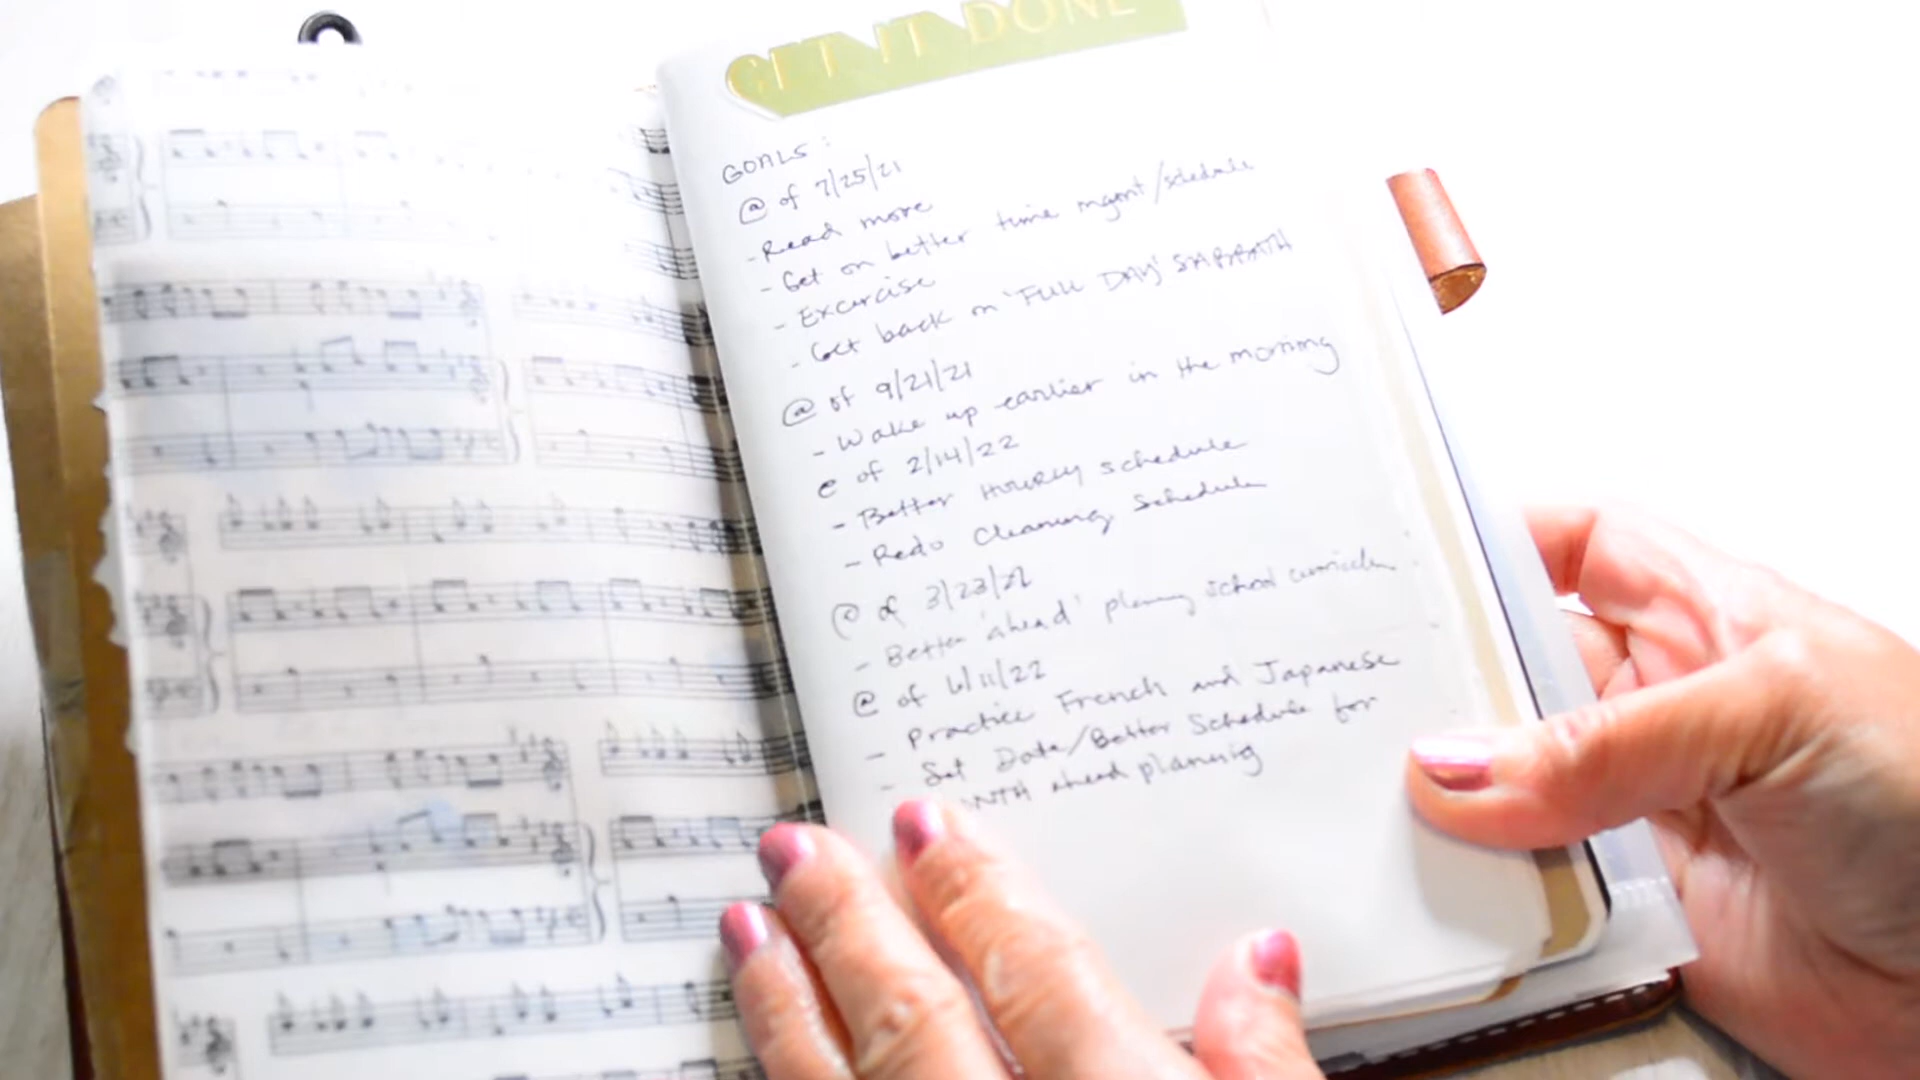 GET IT DONE
GOALS:
@ of 7/25/21
- Read more
- Get on better time mgmt/schedule
- Excercise
- Get back on 'FULL DAY' SABBATH
@ of 9/21/21
- Wake up earlier in the morning
@ of 2/14/22
- Better HOURLY schedule
- Redo Cleaning Schedule
@ of 3/23/22
- Better 'ahead' planning school
@ of 6/11/22
- Practice French and Japanese
- Set Date/Better Schedule for
ahead planning